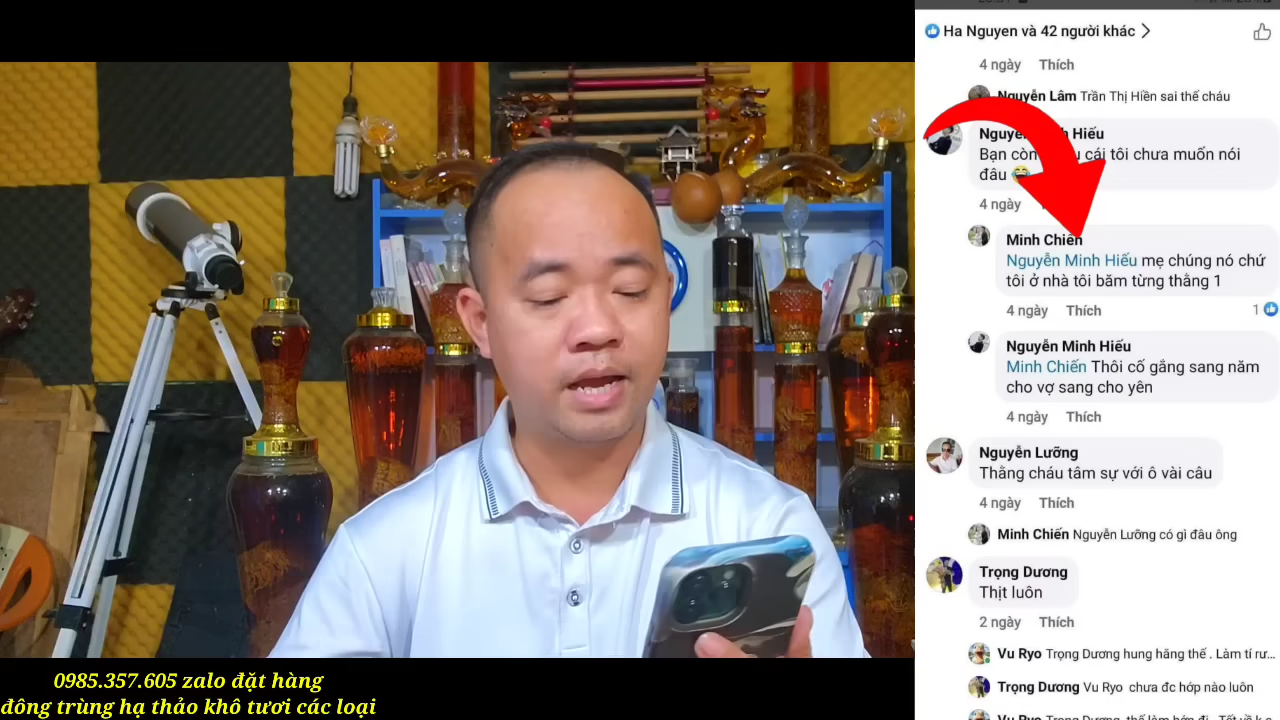 Ha Nguyen và 42 người khác
4 ngày Thích
Nguyễn Lâm Trần Thị Hiền sai thế cháu
Hiếu
Bạn còn cái tôi chưa muốn nói
đâu 😂
4 ngày
Minh Chiến
Nguyễn Minh Hiếu mẹ chúng nó chứ
tôi ở nhà tôi băm từng thằng 1
4 ngày Thích 1
Nguyễn Minh Hiếu
Minh Chiến Thôi cố gắng sang năm
cho vợ sang cho yên
4 ngày Thích
Nguyễn Lưỡng
Thằng cháu tâm sự với ô vài câu
4 ngày Thích
Minh Chiến Nguyễn Lưỡng có gì đâu ông
Trọng Dương
Thịt luôn
2 ngày Thích
Vu Ryo Trọng Dương hung hăng thế . Làm tí rư...
Trọng Dương Vu Ryo chưa đc hớp nào luôn
0985.357.605 zalo đặt hàng
đông trùng hạ thảo khô tươi các loại